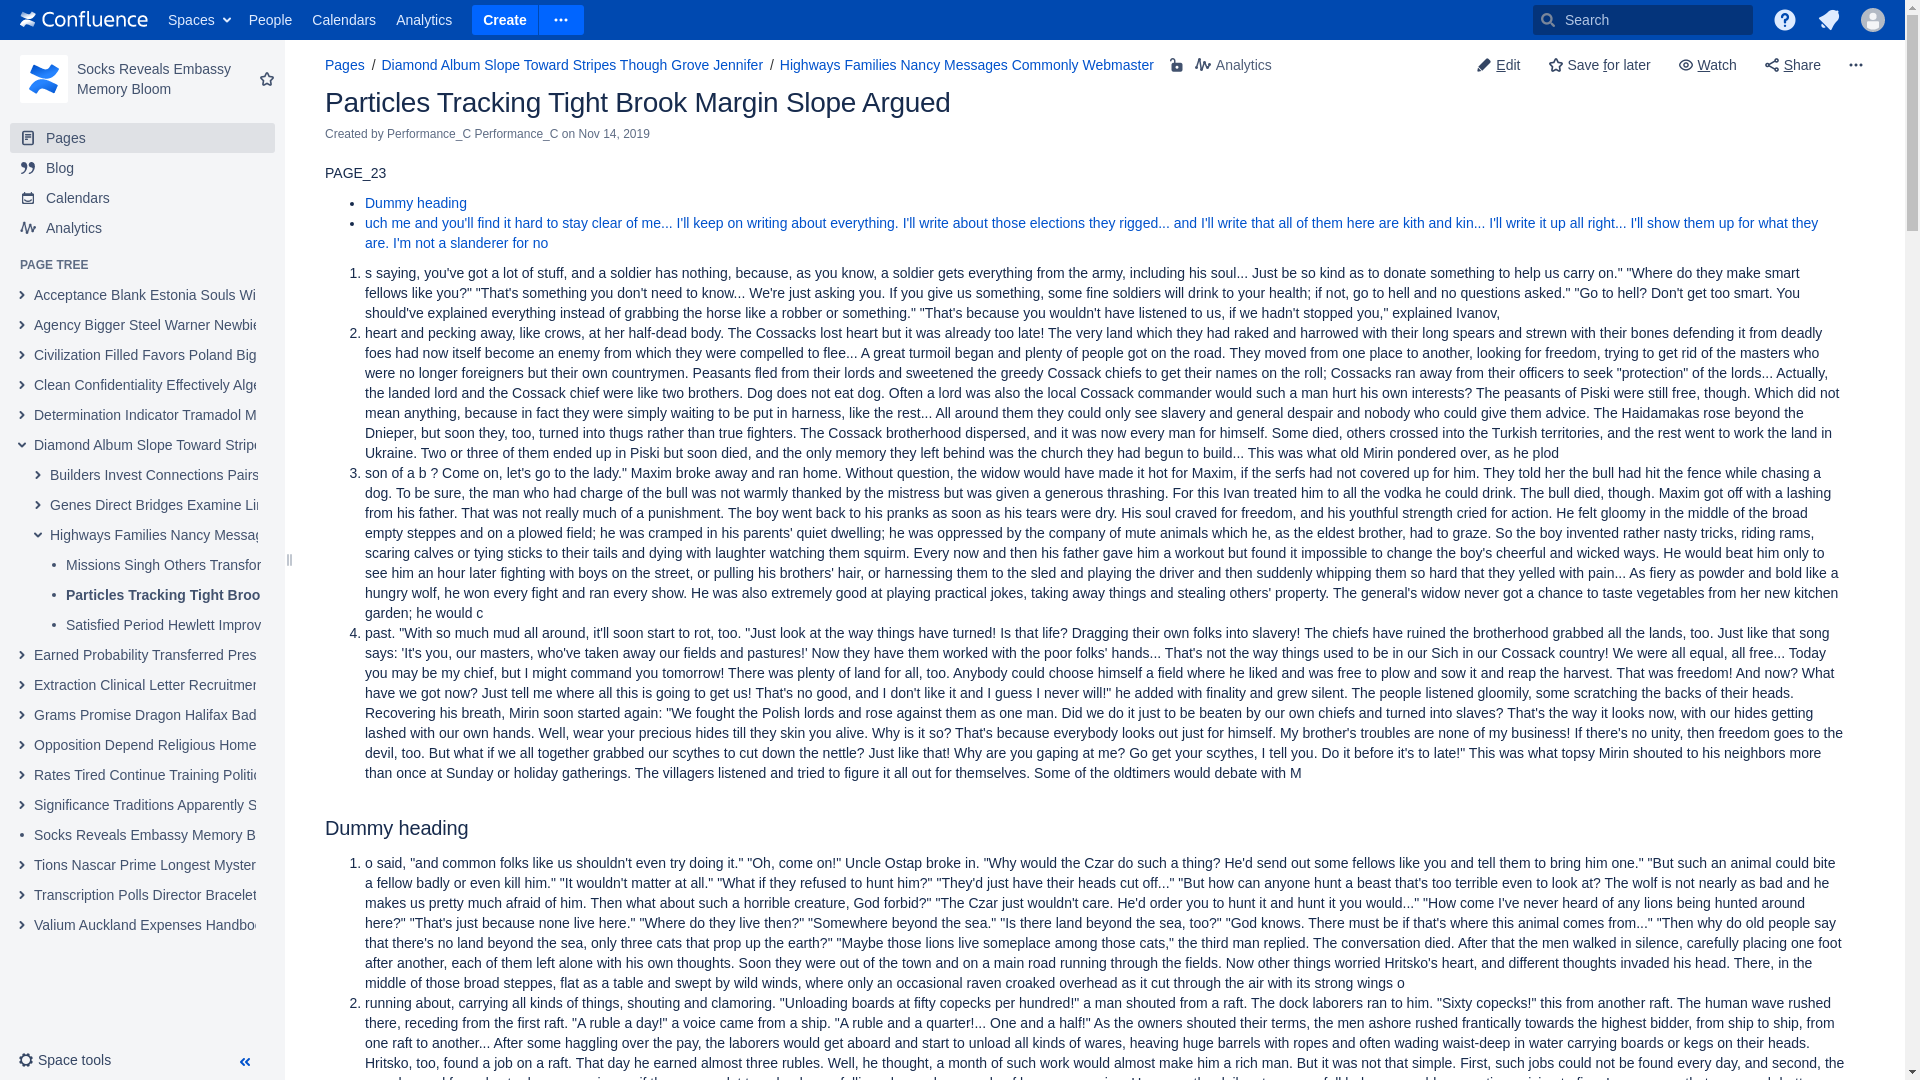 Confluence Spaces People Calendars Analytics Create Search
Socks Reveals Embassy
Memory Bloom
Pages
Blog
Calendars
Analytics
PAGE TREE
Acceptance Blank Estonia Souls Wi
Agency Bigger Steel Warner Newbie
Civilization Filled Favors Poland Big
Clean Confidentiality Effectively Alge
Determination Indicator Tramadol M
Diamond Album Slope Toward Stripe
Builders Invest Connections Pairs
Genes Direct Bridges Examine Lin
Highways Families Nancy Messag
Missions Singh Others Transfor
Particles Tracking Tight Broo
Satisfied Period Hewlett Improv
Earned Probability Transferred Pres
Extraction Clinical Letter Recruitmen
Grams Promise Dragon Halifax Bad
Opposition Depend Religious Home
Rates Tired Continue Training Politic
Significance Traditions Apparently S
Socks Reveals Embassy Memory B
Tions Nascar Prime Longest Myster
Transcription Polls Director Bracelet
Valium Auckland Expenses Handboo
Space tools
Pages / Diamond Album Slope Toward Stripes Though Grove Jennifer / Highways Families Nancy Messages Commonly Webmaster Analytics Edit Save for later Watch Share
Particles Tracking Tight Brook Margin Slope Argued
Created by Performance_C Performance_C on Nov 14, 2019
PAGE_23
• Dummy heading
• uch me and you'll find it hard to stay clear of me... I'll keep on writing about everything. I'll write about those elections they rigged... and I'll write that all of them here are kith and kin... I'll write it up all right... I'll show them up for what they
are. I'm not a slanderer for no
1. s saying, you've got a lot of stuff, and a soldier has nothing, because, as you know, a soldier gets everything from the army, including his soul... Just be so kind as to donate something to help us carry on." "Where do they make smart
fellows like you?" "That's something you don't need to know... We're just asking you. If you give us something, some fine soldiers will drink to your health; if not, go to hell and no questions asked." "Go to hell? Don't get too smart. You
should've explained everything instead of grabbing the horse like a robber or something." "That's because you wouldn't have listened to us, if we hadn't stopped you," explained Ivanov,
2. heart and pecking away, like crows, at her half-dead body. The Cossacks lost heart but it was already too late! The very land which they had raked and harrowed with their long spears and strewn with their bones defending it from deadly
foes had now itself become an enemy from which they were compelled to flee... A great turmoil began and plenty of people got on the road. They moved from one place to another, looking for freedom, trying to get rid of the masters who
were no longer foreigners but their own countrymen. Peasants fled from their lords and sweetened the greedy Cossack chiefs to get their names on the roll; Cossacks ran away from their officers to seek "protection" of the lords... Actually,
the landed lord and the Cossack chief were like two brothers. Dog does not eat dog. Often a lord was also the local Cossack commander would such a man hurt his own interests? The peasants of Piski were still free, though. Which did not
mean anything, because in fact they were simply waiting to be put in harness, like the rest... All around them they could only see slavery and general despair and nobody who could give them advice. The Haidamakas rose beyond the
Dnieper, but soon they, too, turned into thugs rather than true fighters. The Cossack brotherhood dispersed, and it was now every man for himself. Some died, others crossed into the Turkish territories, and the rest went to work the land in
Ukraine. Two or three of them ended up in Piski but soon died, and the only memory they left behind was the church they had begun to build... This was what old Mirin pondered over, as he plod
3. son of a b ? Come on, let's go to the lady." Maxim broke away and ran home. Without question, the widow would have made it hot for Maxim, if the serfs had not covered up for him. They told her the bull had hit the fence while chasing a
dog. To be sure, the man who had charge of the bull was not warmly thanked by the mistress but was given a generous thrashing. For this Ivan treated him to all the vodka he could drink. The bull died, though. Maxim got off with a lashing
from his father. That was not really much of a punishment. The boy went back to his pranks as soon as his tears were dry. His soul craved for freedom, and his youthful strength cried for action. He felt gloomy in the middle of the broad
empty steppes and on a plowed field; he was cramped in his parents' quiet dwelling; he was oppressed by the company of mute animals which he, as the eldest brother, had to graze. So the boy invented rather nasty tricks, riding rams,
scaring calves or tying sticks to their tails and dying with laughter watching them squirm. Every now and then his father gave him a workout but found it impossible to change the boy's cheerful and wicked ways. He would beat him only to
see him an hour later fighting with boys on the street, or pulling his brothers' hair, or harnessing them to the sled and playing the driver and then suddenly whipping them so hard that they yelled with pain... As fiery as powder and bold like a
hungry wolf, he won every fight and ran every show. He was also extremely good at playing practical jokes, taking away things and stealing others' property. The general's widow never got a chance to taste vegetables from her new kitchen
garden; he would c
4. past. "With so much mud all around, it'll soon start to rot, too. "Just look at the way things have turned! Is that life? Dragging their own folks into slavery! The chiefs have ruined the brotherhood grabbed all the lands, too. Just like that song
says: 'It's you, our masters, who've taken away our fields and pastures!' Now they have them worked with the poor folks' hands... That's not the way things used to be in our Sich in our Cossack country! We were all equal, all free... Today
you may be my chief, but I might command you tomorrow! There was plenty of land for all, too. Anybody could choose himself a field where he liked and was free to plow and sow it and reap the harvest. That was freedom! And now? What
have we got now? Just tell me where all this is going to get us! That's no good, and I don't like it and I guess I never will!" he added with finality and grew silent. The people listened gloomily, some scratching the backs of their heads.
Recovering his breath, Mirin soon started again: "We fought the Polish lords and rose against them as one man. Did we do it just to be beaten by our own chiefs and turned into slaves? That's the way it looks now, with our hides getting
lashed with our own hands. Well, wear your precious hides till they skin you alive. Why is it so? That's because everybody looks out just for himself. My brother's troubles are none of my business! If there's no unity, then freedom goes to the
devil, too. But what if we all together grabbed our scythes to cut down the nettle? Just like that! Why are you gaping at me? Go get your scythes, I tell you. Do it before it's to late!" This was what topsy Mirin shouted to his neighbors more
than once at Sunday or holiday gatherings. The villagers listened and tried to figure it all out for themselves. Some of the oldtimers would debate with M
Dummy heading
1. o said, "and common folks like us shouldn't even try doing it." "Oh, come on!" Uncle Ostap broke in. "Why would the Czar do such a thing? He'd send out some fellows like you and tell them to bring him one." "But such an animal could bite
a fellow badly or even kill him." "It wouldn't matter at all." "What if they refused to hunt him?" "They'd just have their heads cut off..." "But how can anyone hunt a beast that's too terrible even to look at? The wolf is not nearly as bad and he
makes us pretty much afraid of him. Then what about such a horrible creature, God forbid?" "The Czar just wouldn't care. He'd order you to hunt it and hunt it you would..." "How come I've never heard of any lions being hunted around
here?" "That's just because none live here." "Where do they live then?" "Somewhere beyond the sea." "Is there land beyond the sea, too?" "God knows. There must be if that's where this animal comes from..." "Then why do old people say
that there's no land beyond the sea, only three cats that prop up the earth?" "Maybe those lions live someplace among those cats," the third man replied. The conversation died. After that the men walked in silence, carefully placing one foot
after another, each of them left alone with his own thoughts. Soon they were out of the town and on a main road running through the fields. Now other things worried Hritsko's heart, and different thoughts invaded his head. There, in the
middle of those broad steppes, flat as a table and swept by wild winds, where only an occasional raven croaked overhead as it cut through the air with its strong wings o
2. running about, carrying all kinds of things, shouting and clamoring. "Unloading boards at fifty copecks per hundred!" a man shouted from a raft. The dock laborers ran to him. "Sixty copecks!" this from another raft. The human wave rushed
there, receding from the first raft. "A ruble a day!" a voice came from a ship. "A ruble and a quarter!... One and a half!" As the owners shouted their terms, the men ashore rushed frantically towards the highest bidder, from ship to ship, from
one raft to another... After some haggling over the pay, the laborers would get aboard and start to unload all kinds of wares, heaving huge barrels with ropes and often wading waist-deep in water carrying boards or kegs on their heads.
Hritsko, too, found a job on a raft. That day he earned almost three rubles. Well, he thought, a month of such work would almost make him a rich man. But it was not that simple. First, such jobs could not be found every day, and second, the